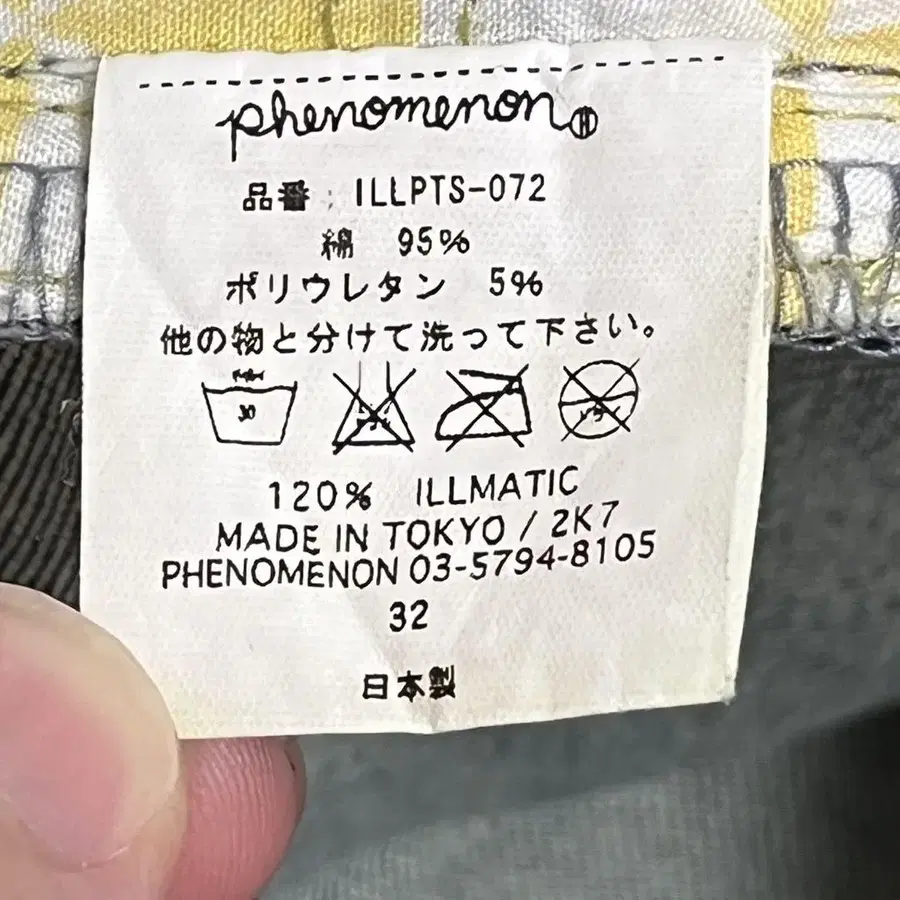 phenomenon
品番: ILLPTS-072
綿 95%
ポリウレタン 5%
他の物と分けて洗って下さい。
30
120% ILLMATIC
MADE IN TOKYO / 2K7
PHENOMENON 03-5794-8105
32
日本製